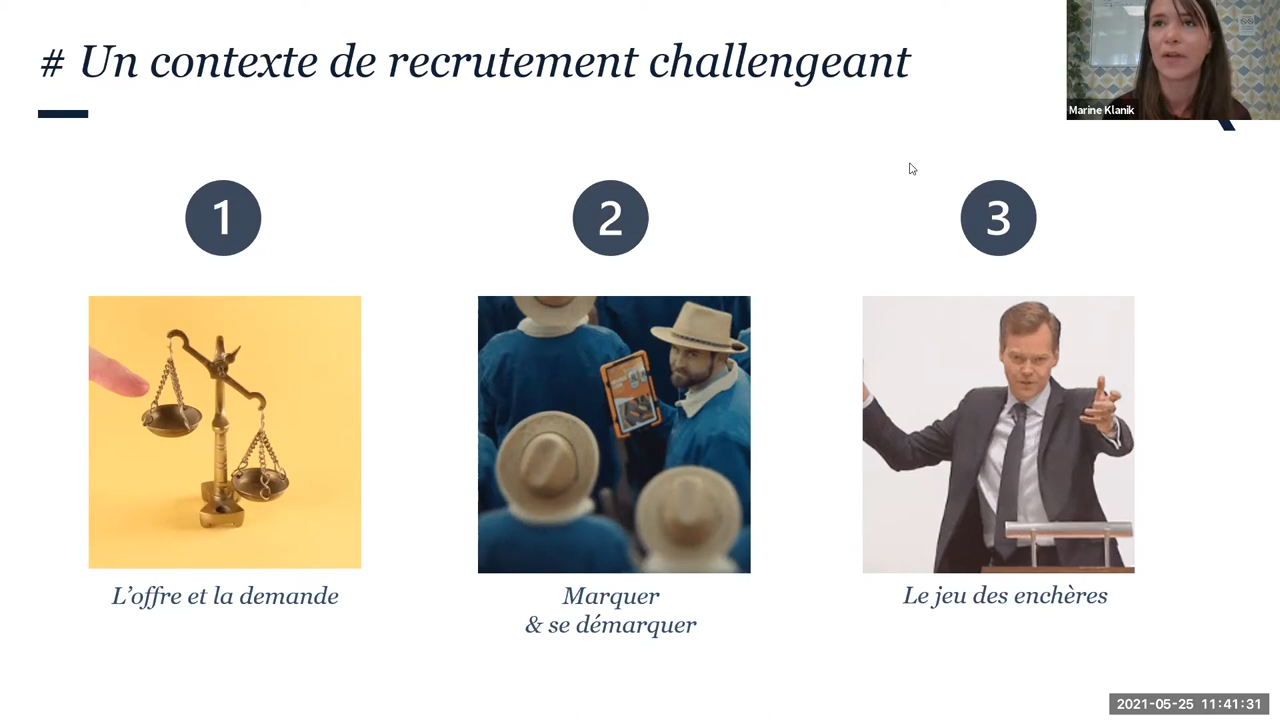 # Un contexte de recrutement challengeant
Marine Klanik
1
2
3
L'offre et la demande
Marquer
& se démarquer
Le jeu des enchères
2021-05-25 11:41:31